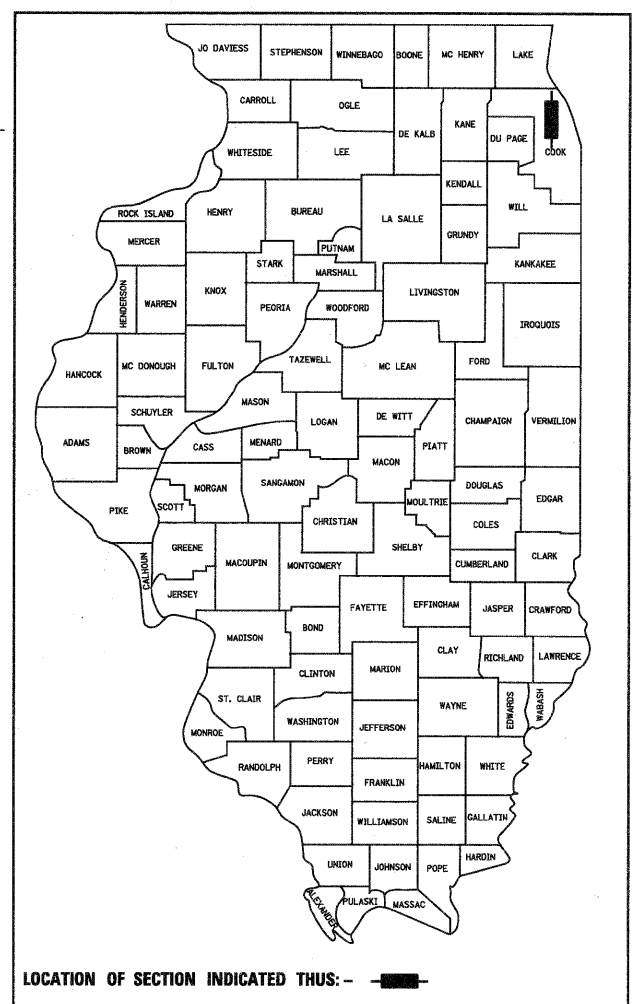 JO DAVIESS
STEPHENSON
WINNEBAGO
BOONE
MC HENRY
LAKE
CARROLL
OGLE
DE KALB
KANE
DU PAGE
COOK
WHITESIDE
LEE
KENDALL
WILL
ROCK ISLAND
HENRY
BUREAU
LA SALLE
GRUNDY
MERCER
PUTNAM
KANKAKEE
STARK
MARSHALL
HENDERSON
WARREN
KNOX
PEORIA
WOODFORD
LIVINGSTON
IROQUOIS
HANCOCK
MC DONOUGH
FULTON
TAZEWELL
MC LEAN
FORD
SCHUYLER
MASON
LOGAN
DE WITT
CHAMPAIGN
VERMILION
ADAMS
BROWN
CASS
MENARD
MACON
PIATT
PIKE
SCOTT
MORGAN
SANGAMON
CHRISTIAN
MOULTRIE
DOUGLAS
EDGAR
COLES
CALHOUN
GREENE
MACOUPIN
MONTGOMERY
SHELBY
CUMBERLAND
CLARK
JERSEY
FAYETTE
EFFINGHAM
JASPER
CRAWFORD
MADISON
BOND
CLAY
RICHLAND
LAWRENCE
CLINTON
MARION
ST. CLAIR
WASHINGTON
WAYNE
EDWARDS
WABASH
MONROE
JEFFERSON
RANDOLPH
PERRY
HAMILTON
WHITE
FRANKLIN
JACKSON
WILLIAMSON
SALINE
GALLATIN
UNION
JOHNSON
POPE
HARDIN
ALEXANDER
PULASKI
MASSAC
LOCATION OF SECTION INDICATED THUS: -